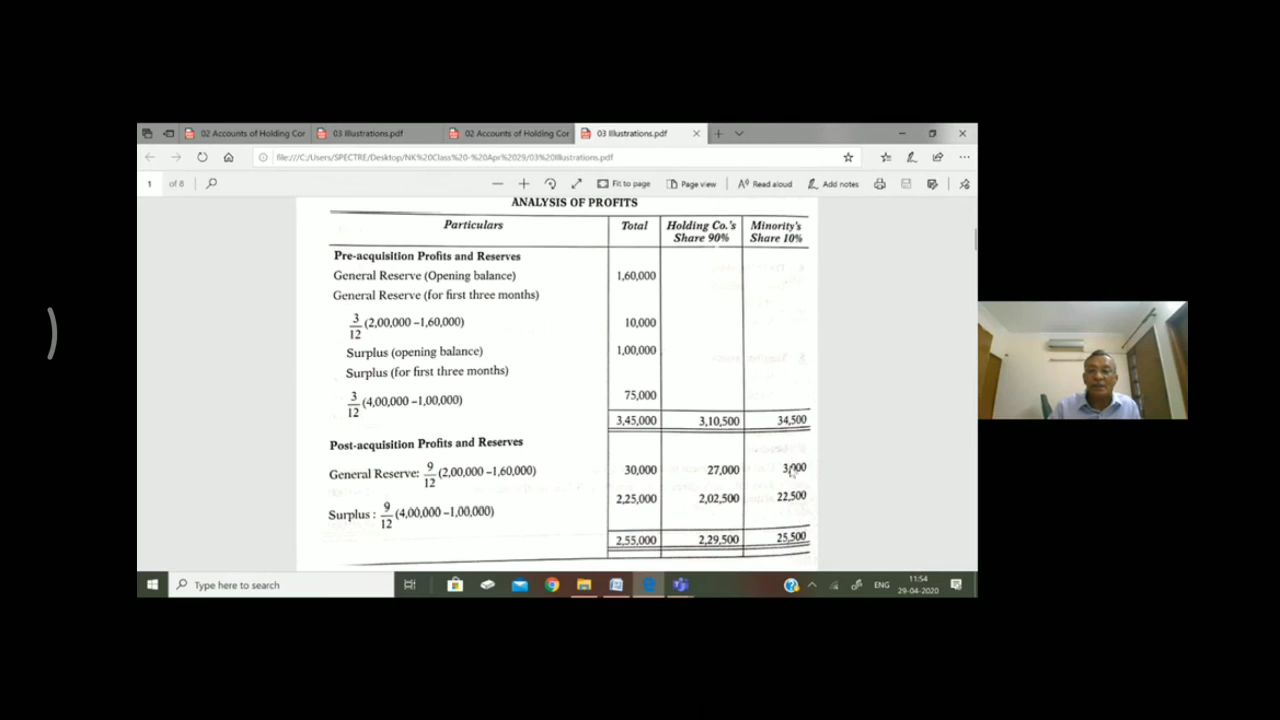 02 Accounts of Holding Cor
03 Illustrations.pdf
02 Accounts of Holding Cor
03 Illustrations.pdf
file:///C:/Users/SPECTRE/Desktop/NK%20Class%20-%20Apr%2029/03%20Illustrations.pdf
1 of 8
Fit to page
Page view
Read aloud
Add notes
ANALYSIS OF PROFITS
Particulars Total Holding Co.'s Minority's
Share 90% Share 10%
Pre-acquisition Profits and Reserves
General Reserve (Opening balance) 1,60,000
General Reserve (for first three months)
3/12 (2,00,000 –1,60,000) 10,000
Surplus (opening balance) 1,00,000
Surplus (for first three months)
3/12 (4,00,000 –1,00,000) 75,000
3,45,000 3,10,500 34,500
Post-acquisition Profits and Reserves
General Reserve: 9/12 (2,00,000 –1,60,000) 30,000 27,000 3,000
Surplus : 9/12 (4,00,000 –1,00,000) 2,25,000 2,02,500 22,500
2,55,000 2,29,500 25,500
Type here to search
ENG
11:54
29-04-2020